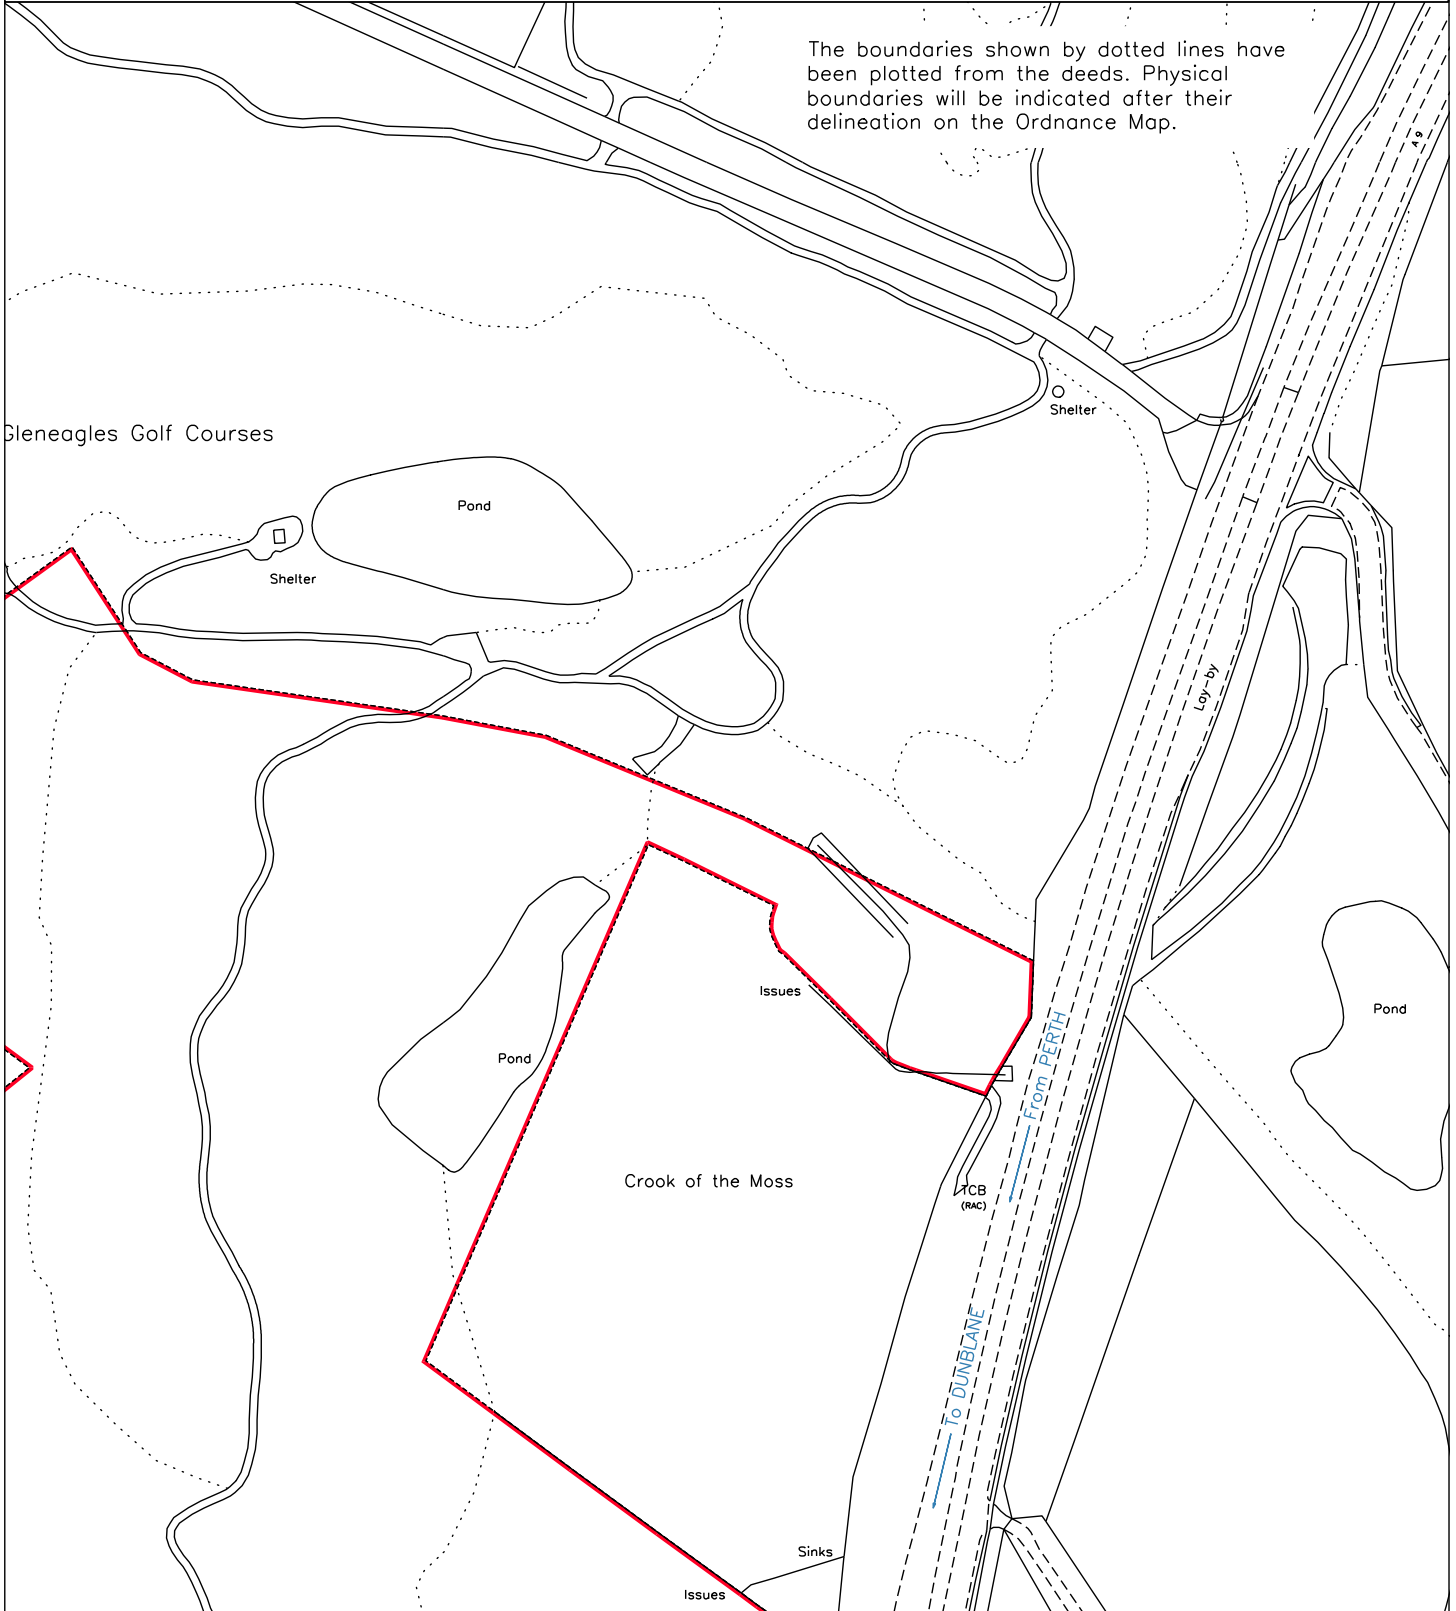 The boundaries shown by dotted lines have
been plotted from the deeds. Physical
boundaries will be indicated after their
delineation on the Ordnance Map.
A 9
Shelter
Gleneagles Golf Courses
Pond
Shelter
Lay-by
Issues
Pond
From PERTH
Pond
Crook of the Moss
TCB
(RAC)
To DUNBLANE
Sinks
Issues